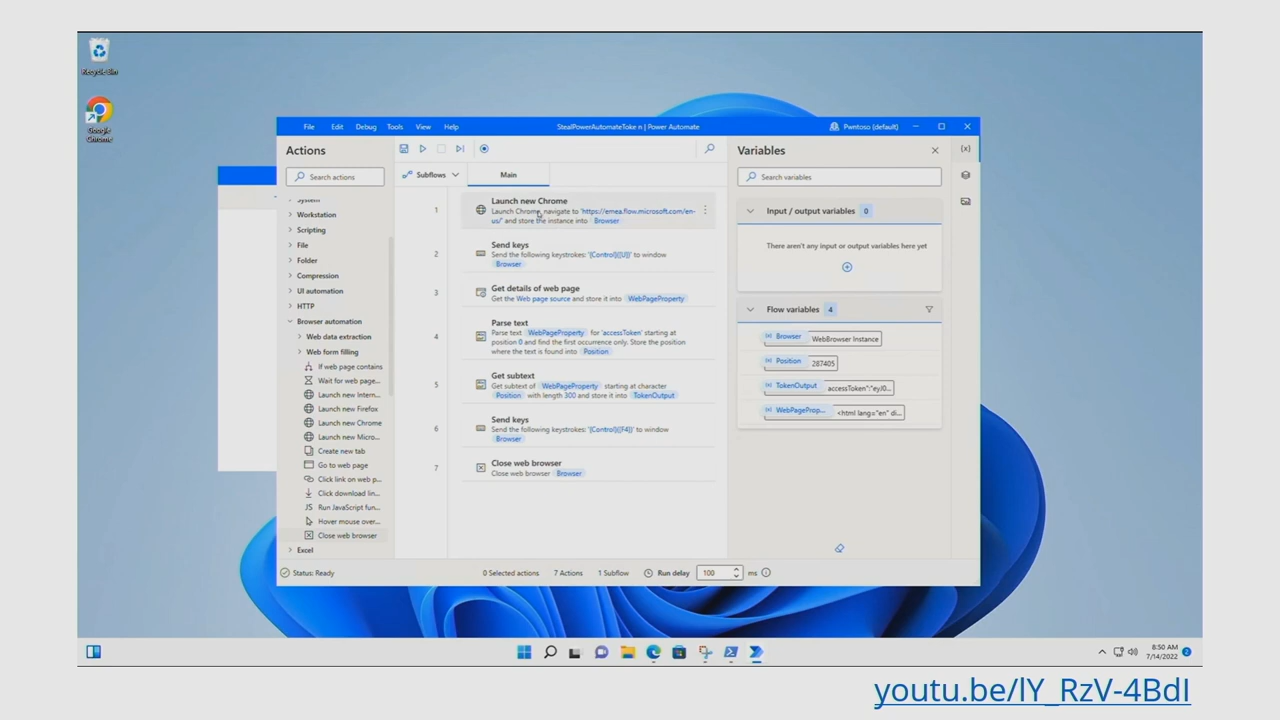 Recycle Bin
Google
Chrome
File Edit Debug Tools View Help
StealPowerAutomateToke n | Power Automate
Pwntoso (default)
Actions
Search actions
System
Workstation
Scripting
File
Folder
Compression
UI automation
HTTP
Browser automation
Web data extraction
Web form filling
If web page contains
Wait for web page...
Launch new Intern...
Launch new Firefox
Launch new Chrome
Launch new Micro...
Create new tab
Go to web page
Click link on web p...
Click download lin...
JS Run JavaScript fun...
Hover mouse over...
Close web browser
Excel
Subflows
Main
1
Launch new Chrome
Launch Chrome, navigate to 'https://emea.flow.microsoft.com/en-
us/' and store the instance into Browser
2
Send keys
Send the following keystrokes: '{Control}({U})' to window
Browser
3
Get details of web page
Get the Web page source and store it into WebPageProperty
4
Parse text
Parse text WebPageProperty for 'accessToken' starting at
position 0 and find the first occurrence only. Store the position
where the text is found into Position
5
Get subtext
Get subtext of WebPageProperty starting at character
Position with length 300 and store it into TokenOutput
6
Send keys
Send the following keystrokes: '{Control}({F4})' to window
Browser
7
Close web browser
Close web browser Browser
Variables
{x}
Search variables
Input / output variables 0
There aren't any input or output variables here yet
Flow variables 4
(x) Browser WebBrowser Instance
(x) Position 287405
(x) TokenOutput accessToken":"eyJ0...
(x) WebPageProp... <html lang="en" di...
Status: Ready
0 Selected actions
7 Actions
1 Subflow
Run delay
100
ms
8:50 AM
7/14/2022
2
youtu.be/lY_RzV-4BdI